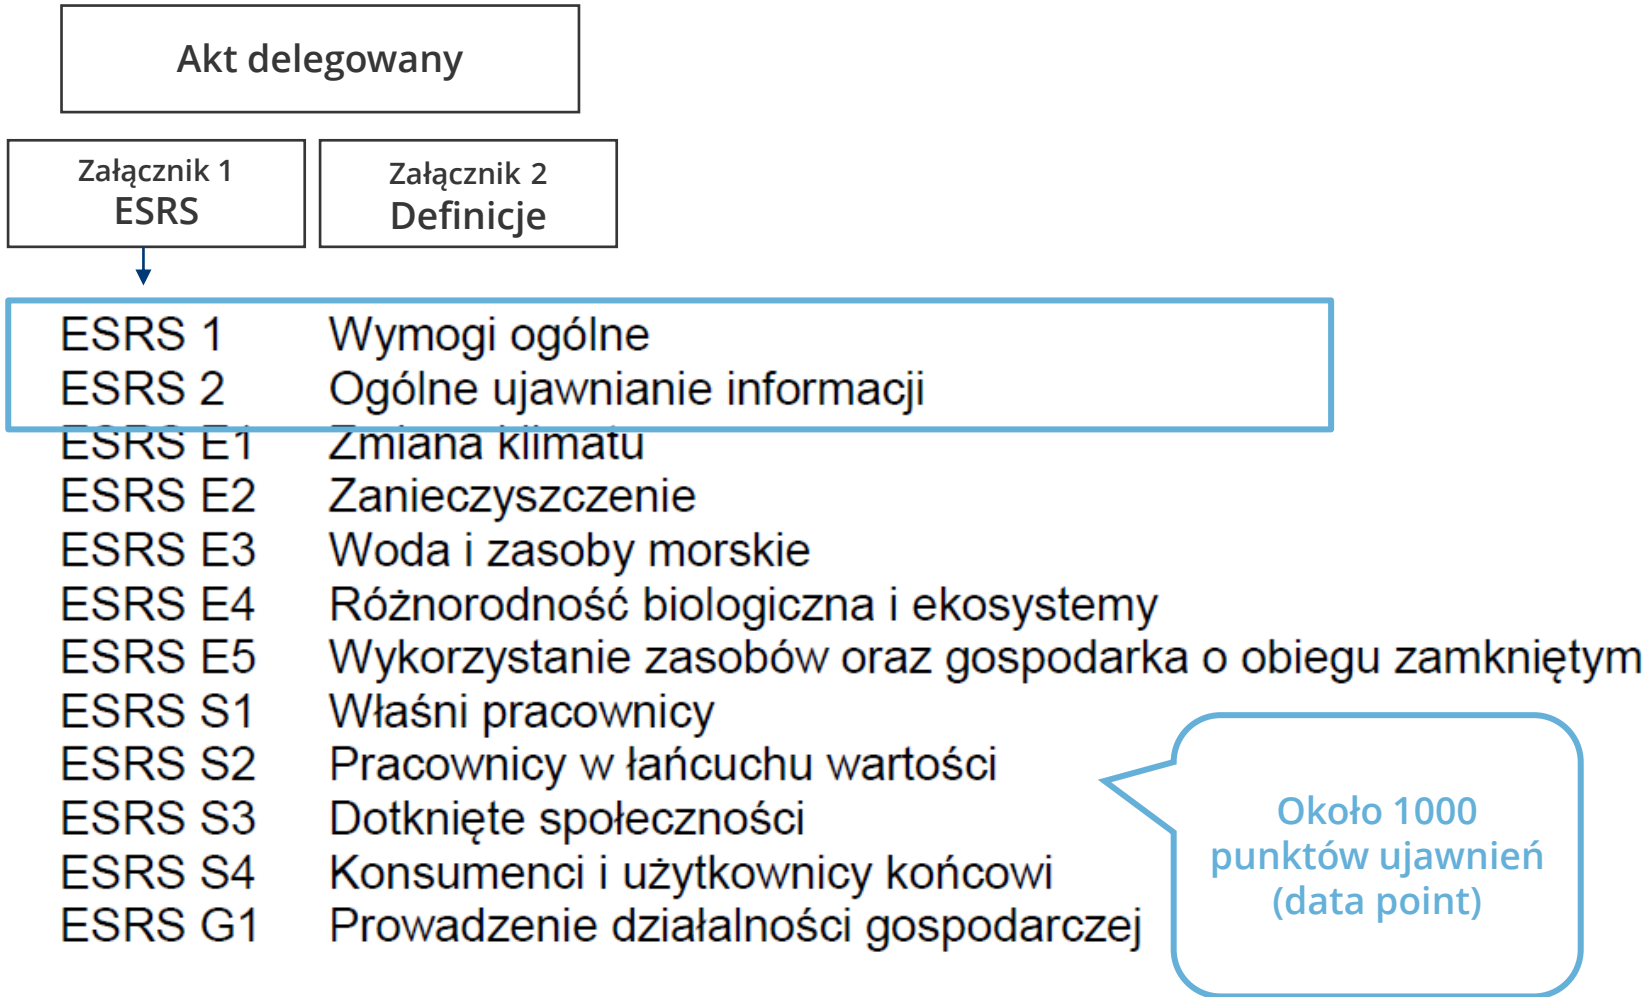 Akt delegowany
Załącznik 1
ESRS
Załącznik 2
Definicje
ESRS 1 Wymogi ogólne
ESRS 2 Ogólne ujawnianie informacji
ESRS E1 Zmiana klimatu
ESRS E2 Zanieczyszczenie
ESRS E3 Woda i zasoby morskie
ESRS E4 Różnorodność biologiczna i ekosystemy
ESRS E5 Wykorzystanie zasobów oraz gospodarka o obiegu zamkniętym
ESRS S1 Właśni pracownicy
ESRS S2 Pracownicy w łańcuchu wartości
ESRS S3 Dotknięte społeczności
ESRS S4 Konsumenci i użytkownicy końcowi
ESRS G1 Prowadzenie działalności gospodarczej
Około 1000
punktów ujawnień
(data point)